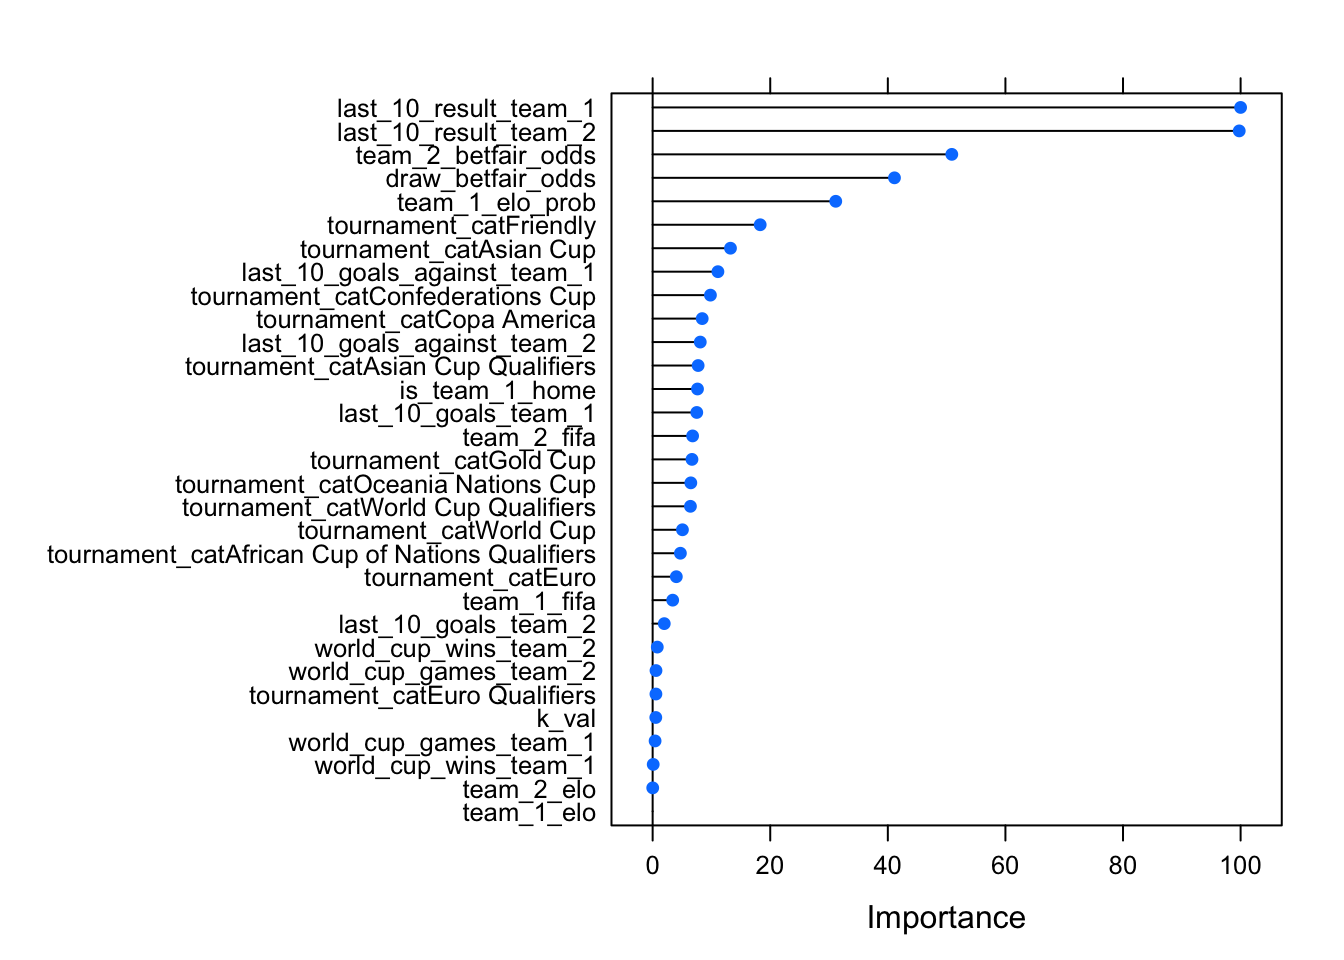 last_10_result_team_1
last_10_result_team_2
team_2_betfair_odds
draw_betfair_odds
team_1_elo_prob
tournament_catFriendly
tournament_catAsian Cup
last_10_goals_against_team_1
tournament_catConfederations Cup
tournament_catCopa America
last_10_goals_against_team_2
tournament_catAsian Cup Qualifiers
is_team_1_home
last_10_goals_team_1
team_2_fifa
tournament_catGold Cup
tournament_catOceania Nations Cup
tournament_catWorld Cup Qualifiers
tournament_catWorld Cup
tournament_catAfrican Cup of Nations Qualifiers
tournament_catEuro
team_1_fifa
last_10_goals_team_2
world_cup_wins_team_2
world_cup_games_team_2
tournament_catEuro Qualifiers
k_val
world_cup_games_team_1
world_cup_wins_team_1
team_2_elo
team_1_elo
0 20 40 60 80 100
Importance